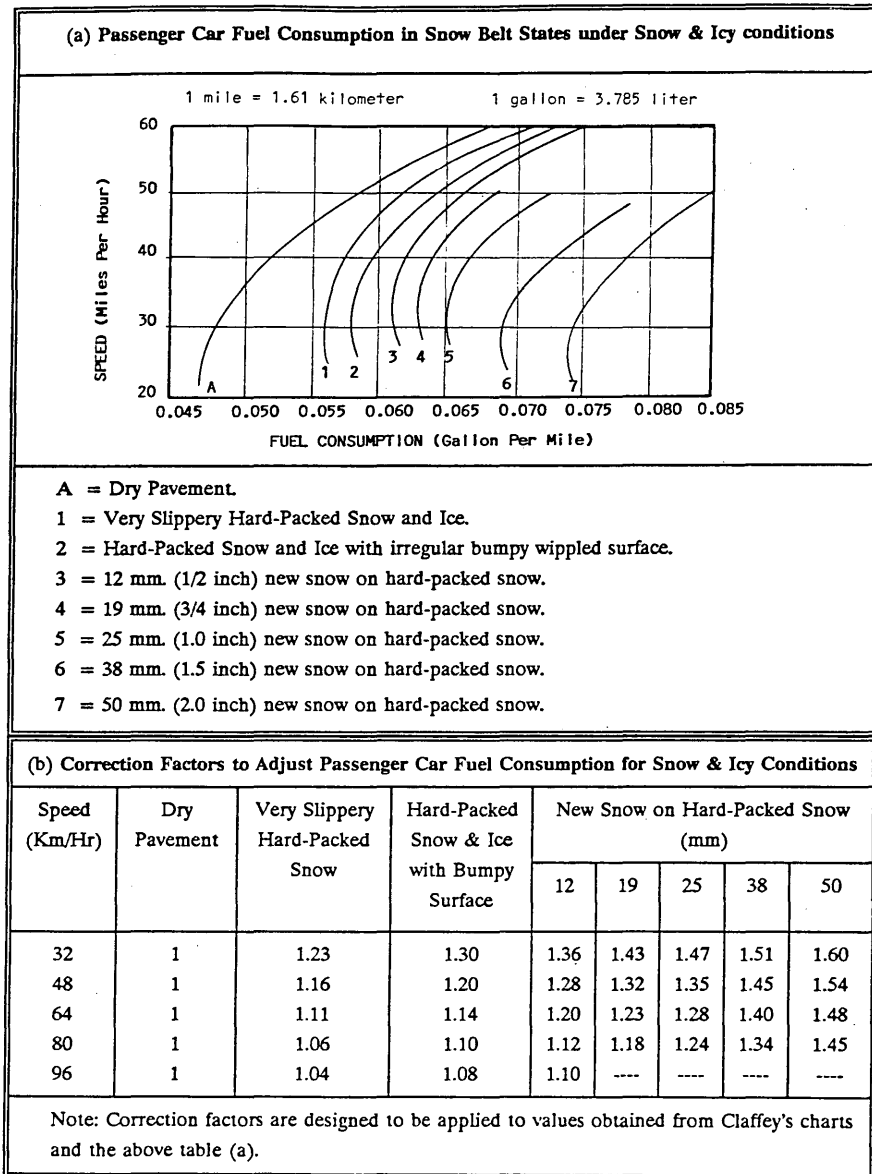 (a) Passenger Car Fuel Consumption in Snow Belt States under Snow & Icy conditions
1 mile = 1.61 kilometer 1 gallon = 3.785 liter
60
50
40
30
20
SPEED (Miles Per Hour)
A 1 2 3 4 5 6 7
0.045 0.050 0.055 0.060 0.065 0.070 0.075 0.080 0.085
FUEL CONSUMPTION (Gallon Per Mile)
A = Dry Pavement.
1 = Very Slippery Hard-Packed Snow and Ice.
2 = Hard-Packed Snow and Ice with irregular bumpy wippled surface.
3 = 12 mm. (1/2 inch) new snow on hard-packed snow.
4 = 19 mm. (3/4 inch) new snow on hard-packed snow.
5 = 25 mm. (1.0 inch) new snow on hard-packed snow.
6 = 38 mm. (1.5 inch) new snow on hard-packed snow.
7 = 50 mm. (2.0 inch) new snow on hard-packed snow.
(b) Correction Factors to Adjust Passenger Car Fuel Consumption for Snow & Icy Conditions
Speed Dry Very Slippery Hard-Packed New Snow on Hard-Packed Snow
(Km/Hr) Pavement Hard-Packed Snow & Ice (mm)
Snow with Bumpy
Surface 12 19 25 38 50
32 1 1.23 1.30 1.36 1.43 1.47 1.51 1.60
48 1 1.16 1.20 1.28 1.32 1.35 1.45 1.54
64 1 1.11 1.14 1.20 1.23 1.28 1.40 1.48
80 1 1.06 1.10 1.12 1.18 1.24 1.34 1.45
96 1 1.04 1.08 1.10 ---- ---- ---- ----
Note: Correction factors are designed to be applied to values obtained from Claffey's charts
and the above table (a).